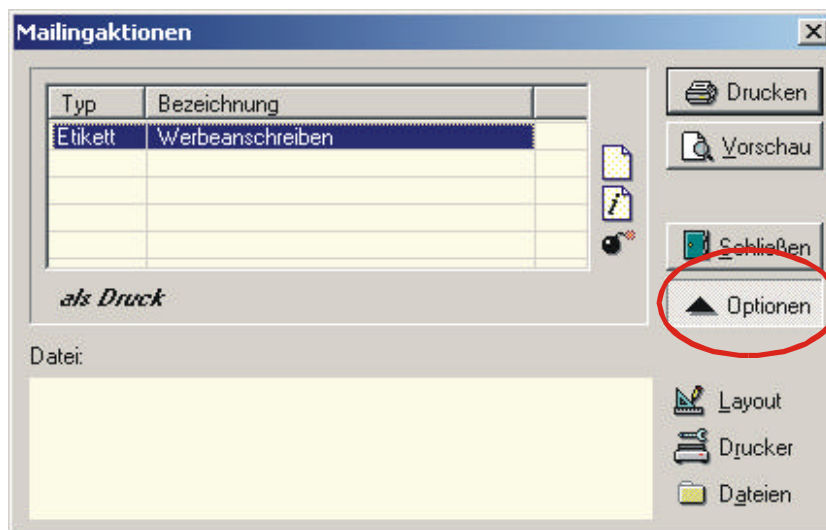 Mailingaktionen
Typ Bezeichnung
Etikett Werbeanschreiben
als Druck
Drucken
Vorschau
Schließen
Optionen
Datei:
Layout
Drucker
Dateien